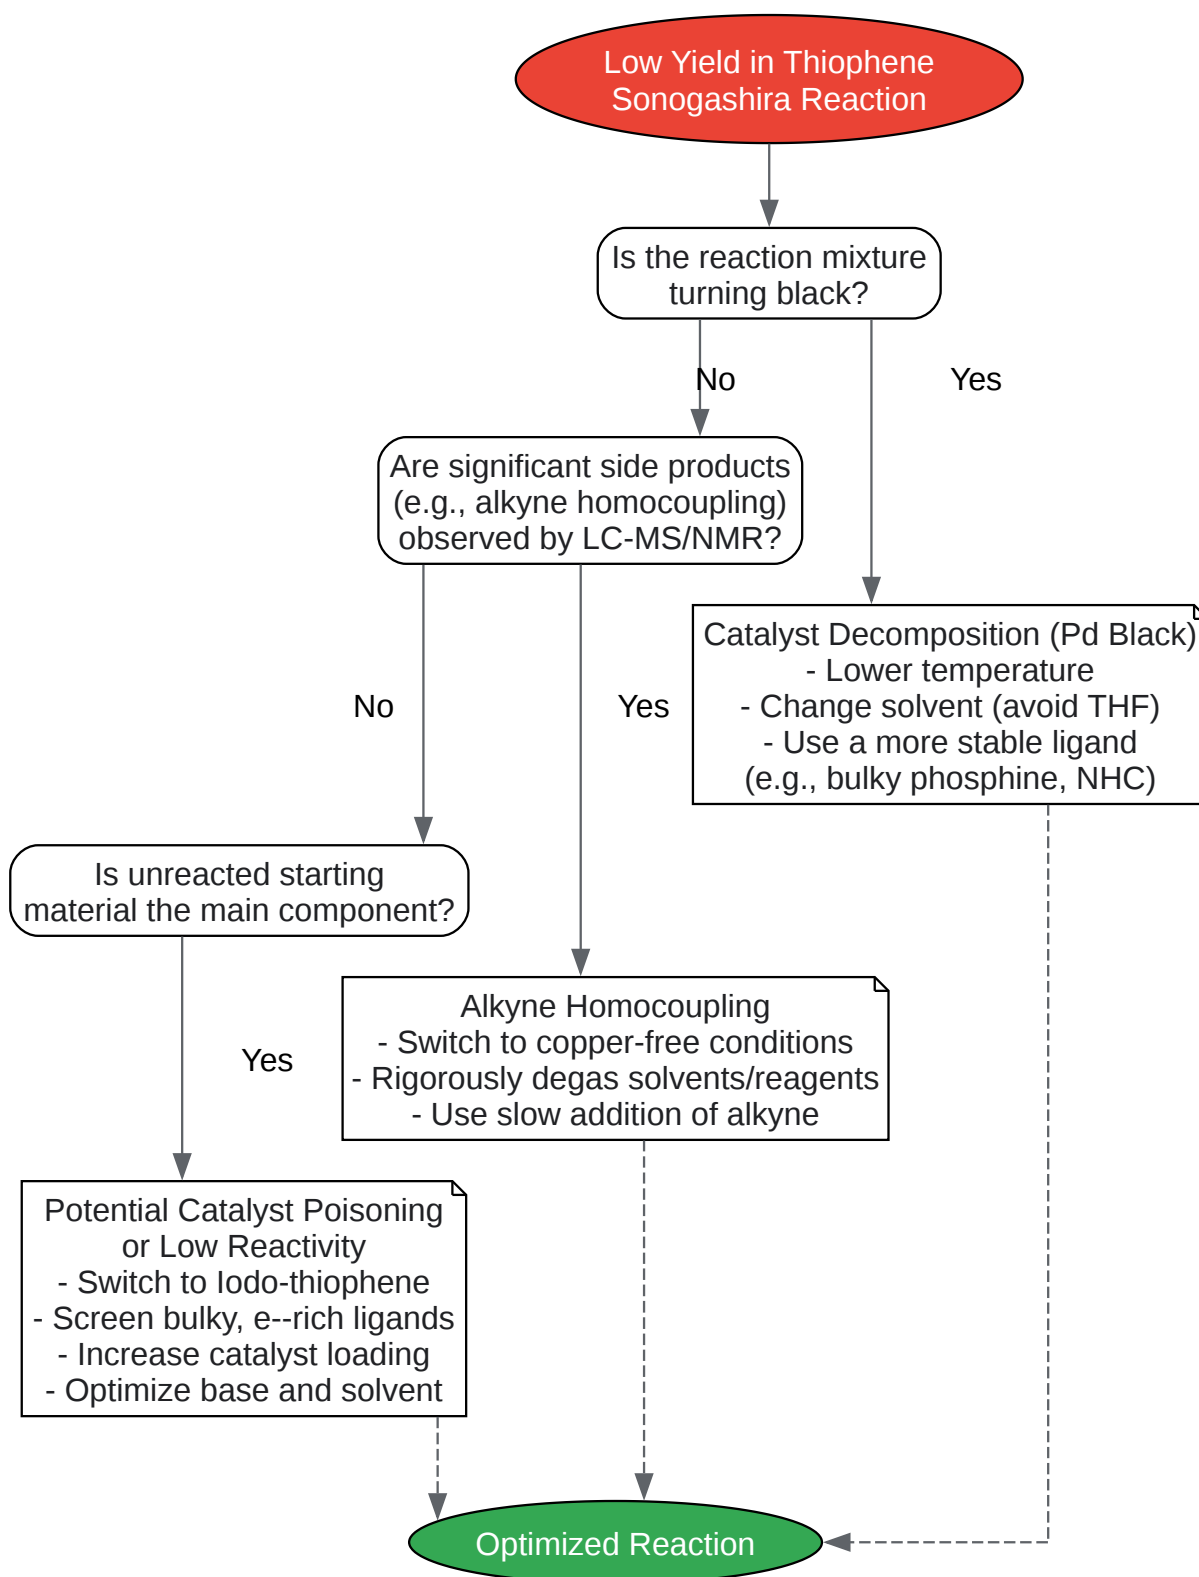 Low Yield in Thiophene
Sonogashira Reaction
Is the reaction mixture
turning black?
No
Yes
Are significant side products
(e.g., alkyne homocoupling)
observed by LC-MS/NMR?
Catalyst Decomposition (Pd Black)
- Lower temperature
- Change solvent (avoid THF)
- Use a more stable ligand
(e.g., bulky phosphine, NHC)
No
Yes
Is unreacted starting
material the main component?
Alkyne Homocoupling
- Switch to copper-free conditions
- Rigorously degas solvents/reagents
- Use slow addition of alkyne
Yes
Potential Catalyst Poisoning
or Low Reactivity
- Switch to Iodo-thiophene
- Screen bulky, e--rich ligands
- Increase catalyst loading
- Optimize base and solvent
Optimized Reaction